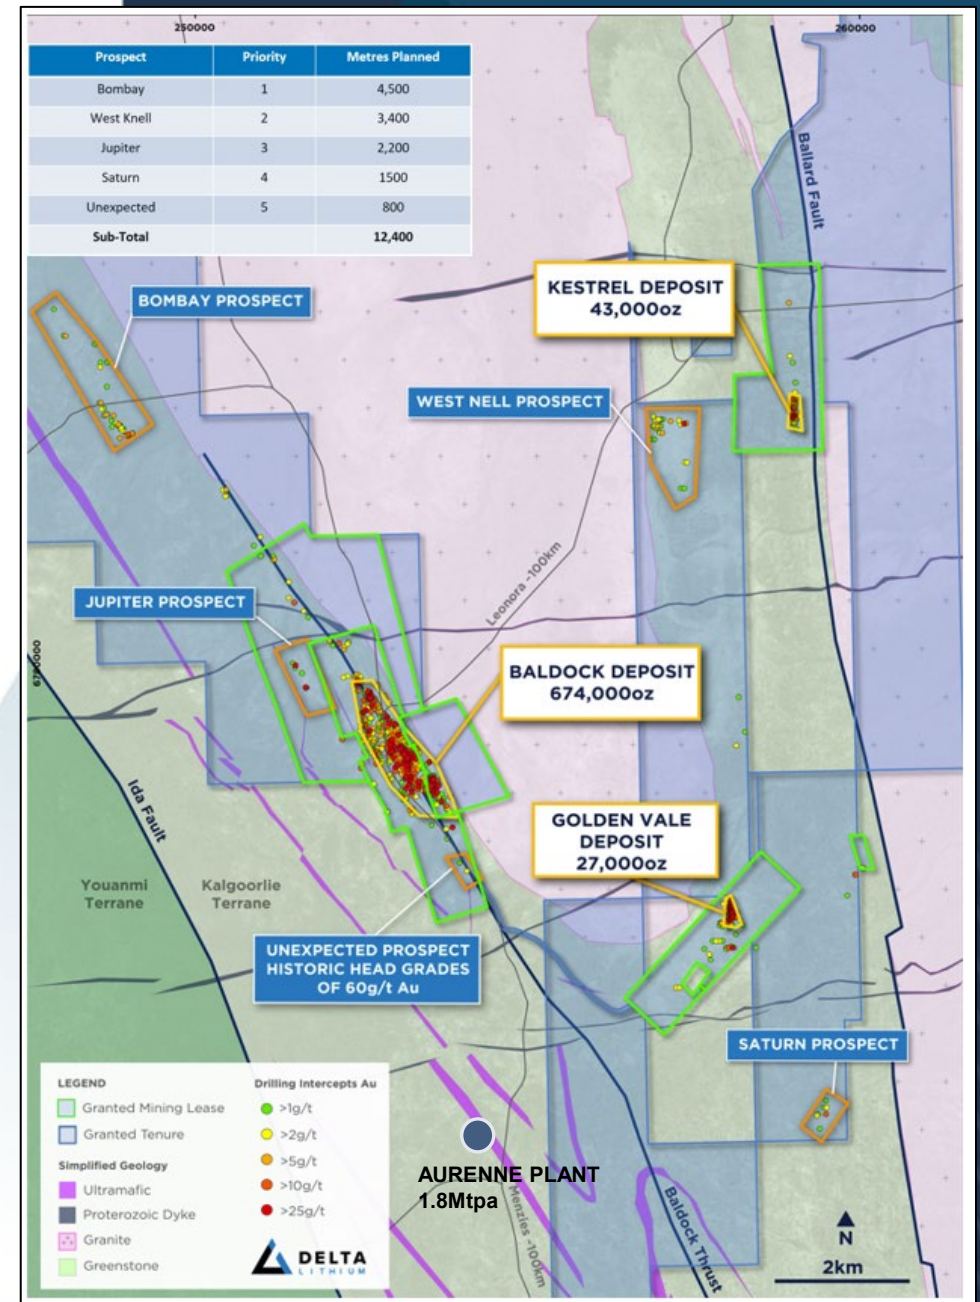 250000
260000
Prospect Priority Metres Planned
Bombay 1 4,500
West Knell 2 3,400
Jupiter 3 2,200
Saturn 4 1500
Unexpected 5 800
Sub-Total 12,400
Ballard Fault
KESTREL DEPOSIT
43,000oz
BOMBAY PROSPECT
WEST NELL PROSPECT
Leonora ~100km
JUPITER PROSPECT
6700000
BALDOCK DEPOSIT
674,000oz
Ida Fault
GOLDEN VALE
DEPOSIT
27,000oz
Youanmi
Terrane
Kalgoorlie
Terrane
UNEXPECTED PROSPECT
HISTORIC HEAD GRADES
OF 60g/t Au
SATURN PROSPECT
LEGEND
Granted Mining Lease
Granted Tenure
Simplified Geology
Ultramafic
Proterozoic Dyke
Granite
Greenstone
Drilling Intercepts Au
>1g/t
>2g/t
>5g/t
>10g/t
>25g/t
DELTA
LITHIUM
AURENNE PLANT
1.8Mtpa
Menzies ~100km
Baldock Thrust
N
2km